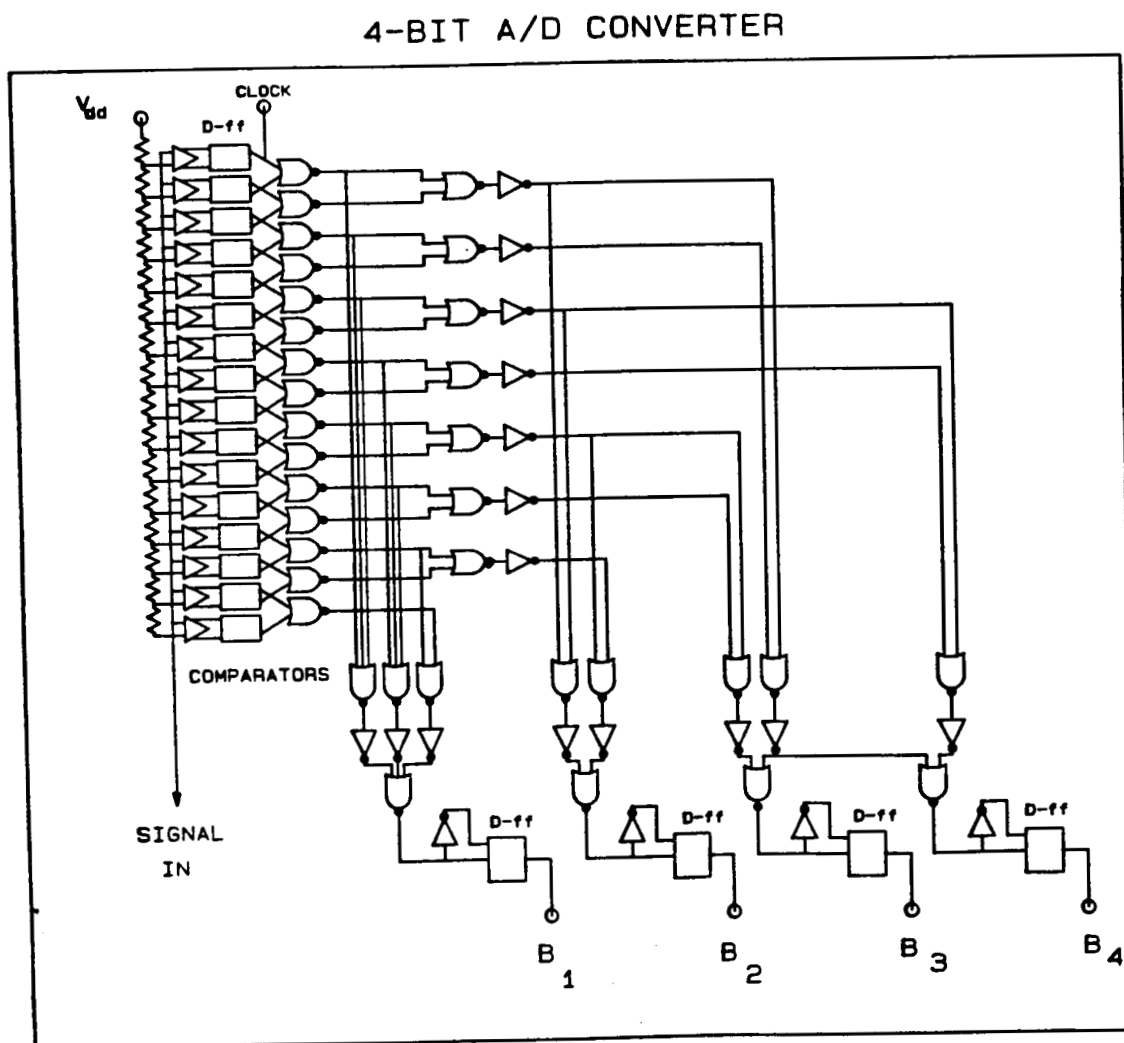 4-BIT A/D CONVERTER
Vdd
CLOCK
D-ff
COMPARATORS
SIGNAL
IN
D-ff
D-ff
D-ff
D-ff
B1
B2
B3
B4